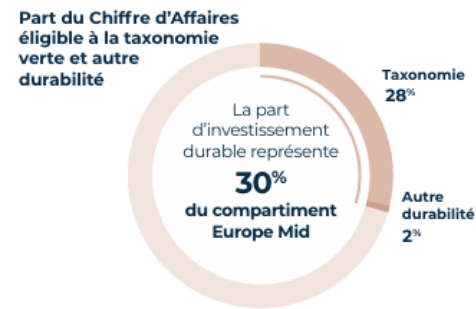 Part du Chiffre d’Affaires
éligible à la taxonomie
verte et autre
durabilité
La part
d’investissement
durable représente
30%
du compartiment
Europe Mid
Taxonomie
28%
Autre
durabilité
2%